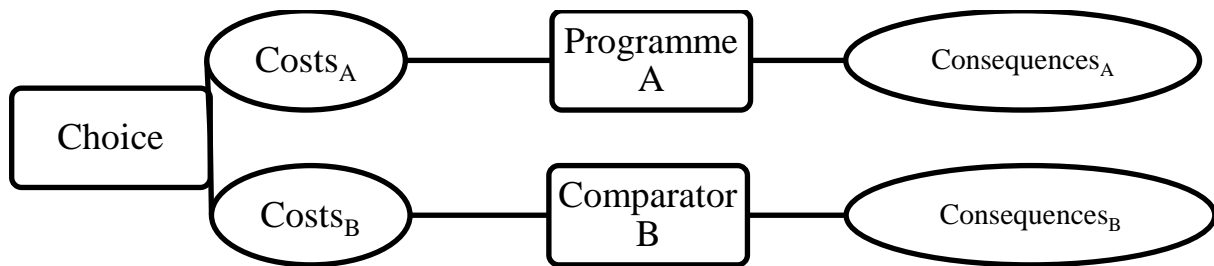 Choice
Costs_A
Programme
A
Consequences_A
Costs_B
Comparator
B
Consequences_B